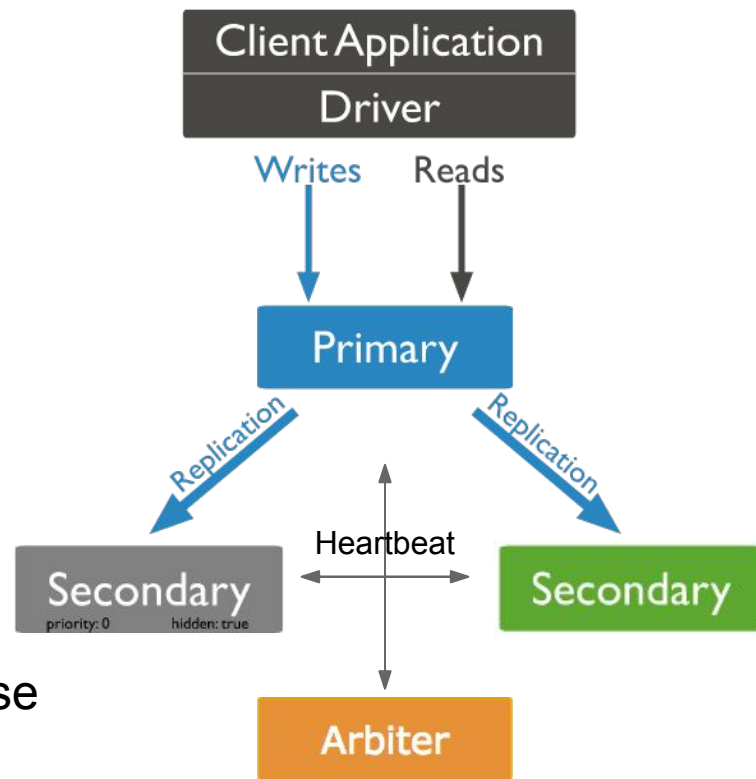 Client Application
Driver
Writes Reads
Primary
Replication Replication
Heartbeat
Secondary Secondary
priority: 0 hidden: true
se
Arbiter